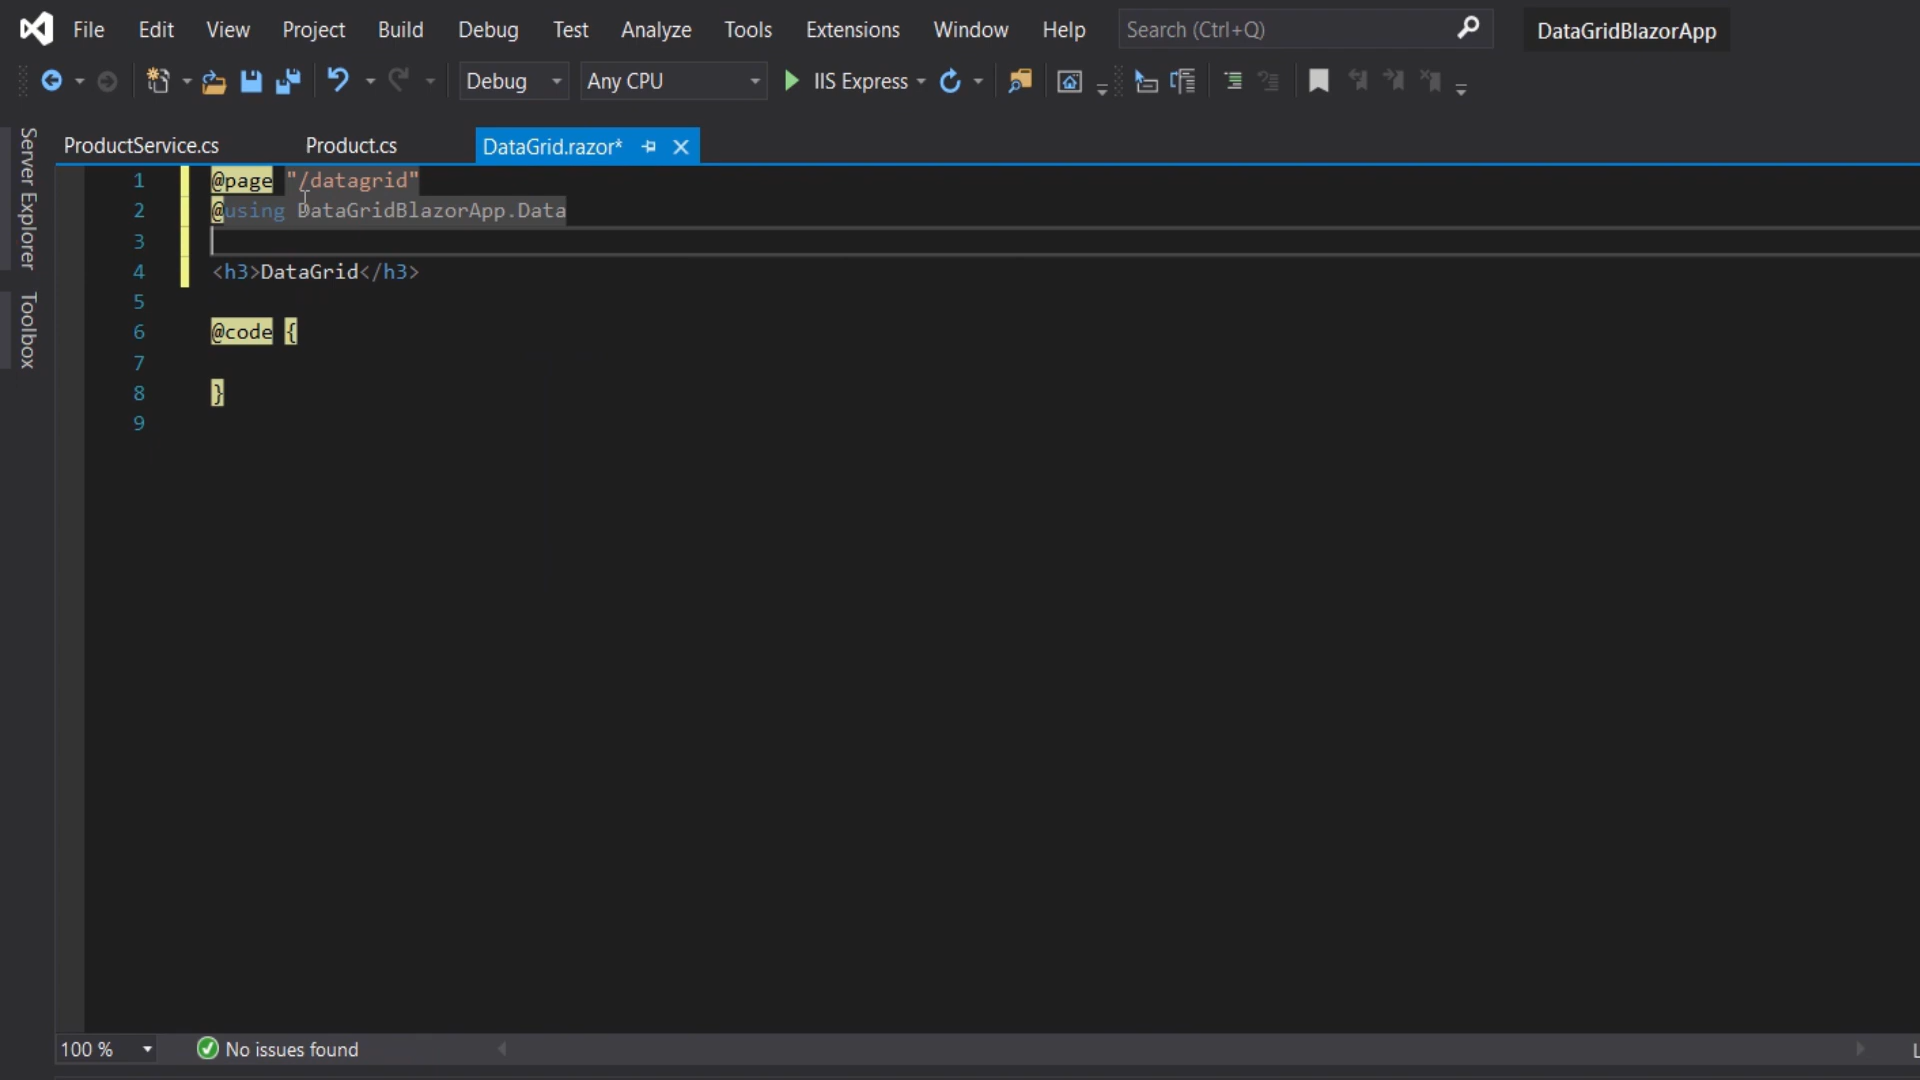 File Edit View Project Build Debug Test Analyze Tools Extensions Window Help Search (Ctrl+Q) DataGridBlazorApp
Debug Any CPU IIS Express
Server Explorer
Toolbox
ProductService.cs Product.cs DataGrid.razor*
1 @page "/datagrid"
2 @using DataGridBlazorApp.Data
3
4 <h3>DataGrid</h3>
5
6 @code {
7
8 }
9
100 % No issues found